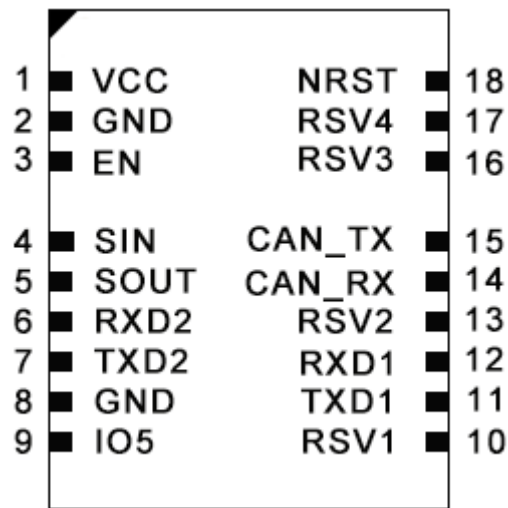 1 VCC NRST 18
2 GND RSV4 17
3 EN RSV3 16
4 SIN CAN_TX 15
5 SOUT CAN_RX 14
6 RXD2 RSV2 13
7 TXD2 RXD1 12
8 GND TXD1 11
9 IO5 RSV1 10